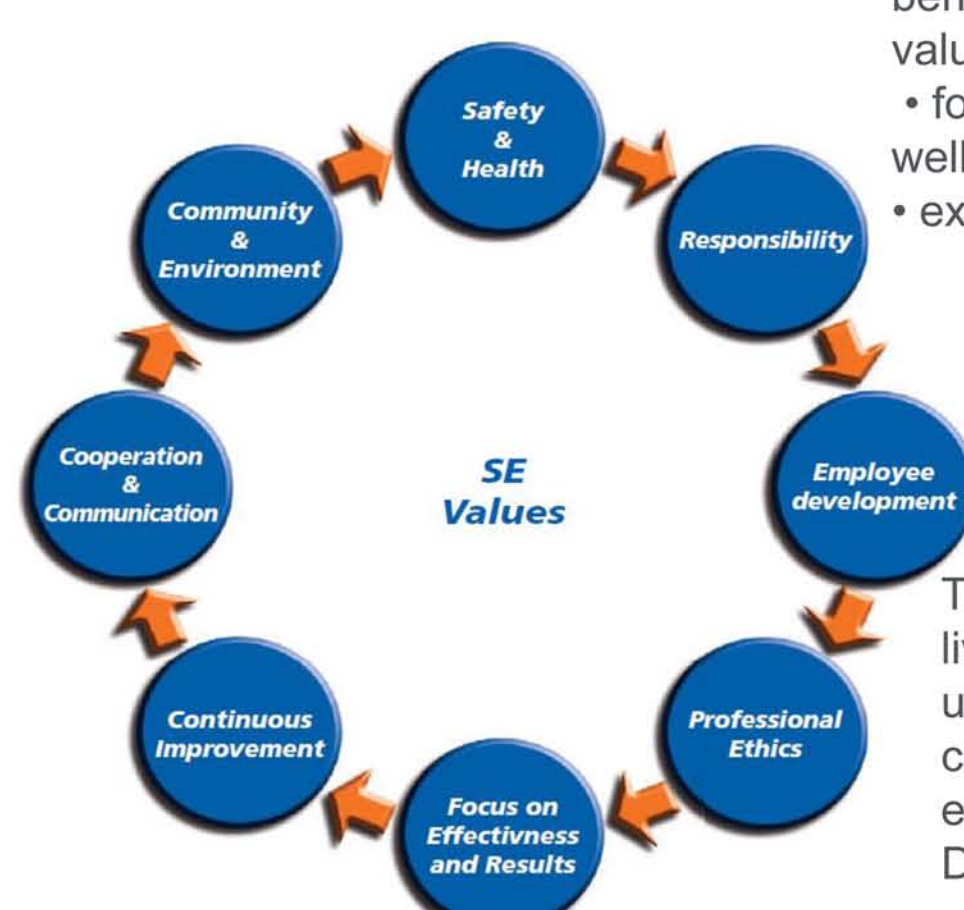 valu
• fo
well
• ex
Safety
&
Health
Responsibility
Employee
development
Professional
Ethics
Focus on
Effectivness
and Results
Continuous
Improvement
Cooperation
&
Communication
Community
&
Environment
SE
Values
T
liv
u
c
e
D